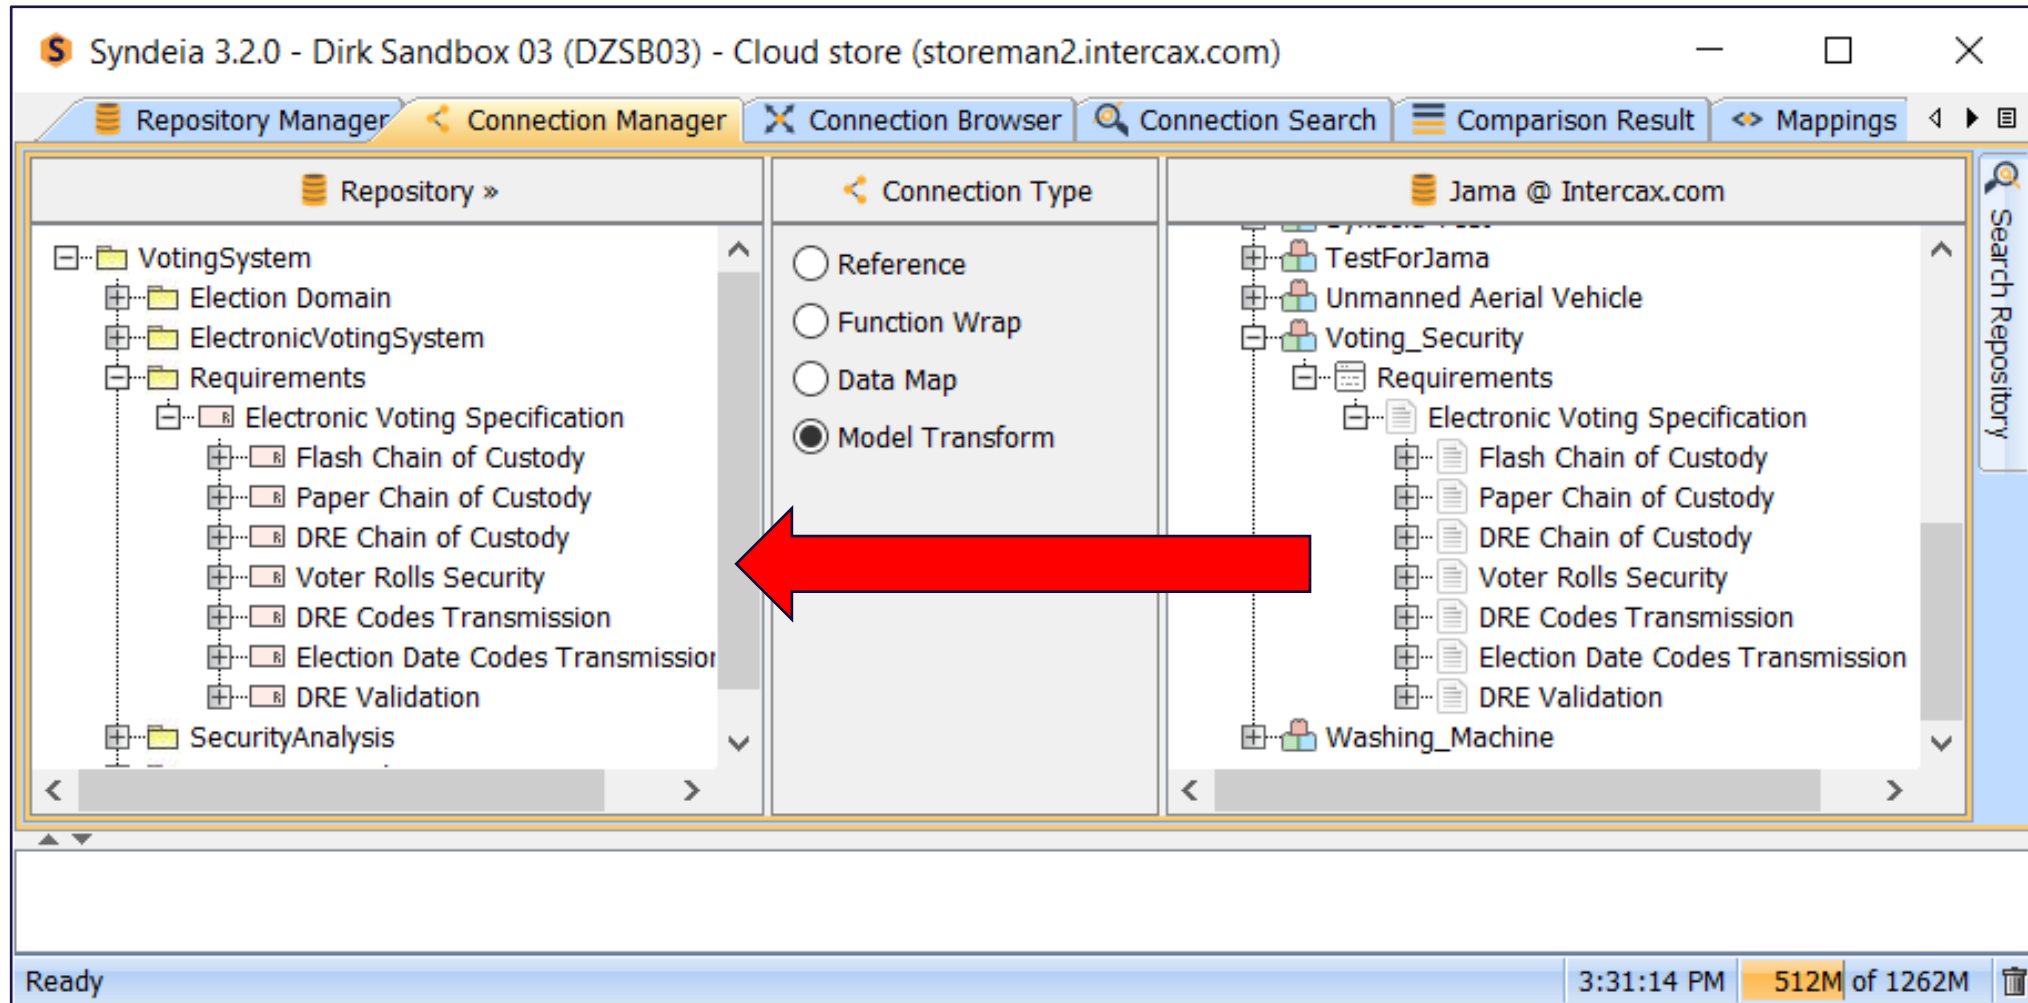 Syndeia 3.2.0 - Dirk Sandbox 03 (DZSB03) - Cloud store (storeman2.intercax.com)
Repository Manager
Connection Manager
Connection Browser
Connection Search
Comparison Result
Mappings
Repository »
VotingSystem
Election Domain
ElectronicVotingSystem
Requirements
Electronic Voting Specification
Flash Chain of Custody
Paper Chain of Custody
DRE Chain of Custody
Voter Rolls Security
DRE Codes Transmission
Election Date Codes Transmission
DRE Validation
SecurityAnalysis
Connection Type
Reference
Function Wrap
Data Map
Model Transform
Jama @ Intercax.com
TestForJama
Unmanned Aerial Vehicle
Voting_Security
Requirements
Electronic Voting Specification
Flash Chain of Custody
Paper Chain of Custody
DRE Chain of Custody
Voter Rolls Security
DRE Codes Transmission
Election Date Codes Transmission
DRE Validation
Washing_Machine
Search Repository
Ready
3:31:14 PM
512M of 1262M